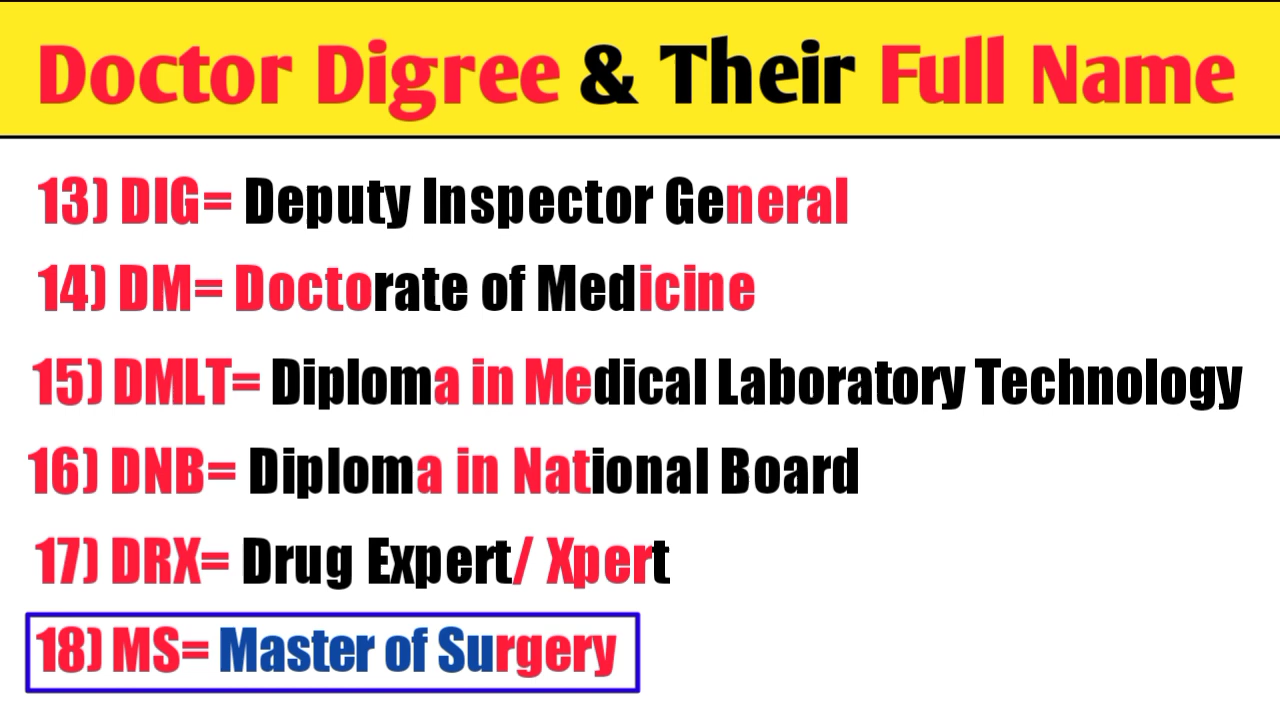 Doctor Digree & Their Full Name
13) DIG= Deputy Inspector General
14) DM= Doctorate of Medicine
15) DMLT= Diploma in Medical Laboratory Technology
16) DNB= Diploma in National Board
17) DRX= Drug Expert/ Xpert
18) MS= Master of Surgery